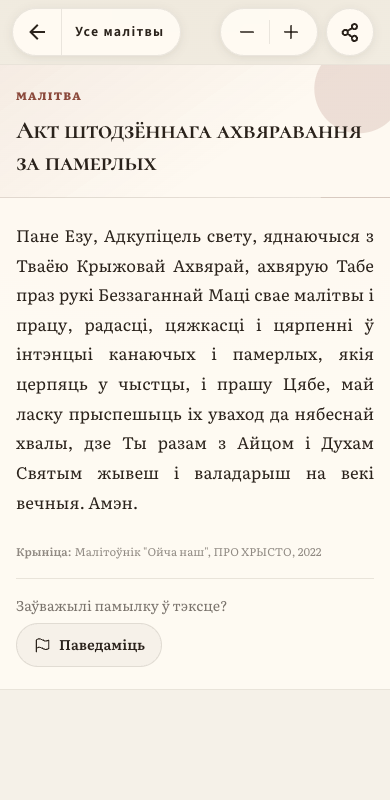 Усе малітвы
МАЛІТВА
Акт штодзённага ахвяравання
за памерлых
Пане Езу, Адкупіцель свету, яднаючыся з
Тваёю Крыжовай Ахвярай, ахвярую Табе
праз рукі Беззаганнай Маці свае малітвы і
працу, радасці, цяжкасці і цярпенні ў
інтэнцыі канаючых і памерлых, якія
церпяць у чыстцы, і прашу Цябе, май
ласку прыспешыць іх уваход да нябеснай
хвалы, дзе Ты разам з Айцом і Духам
Святым жывеш і валадарыш на векі
вечныя. Амэн.
Крыніца: Малітоўнік "Ойча наш", ПРО ХРЫСТО, 2022
Заўважылі памылку ў тэксце?
Паведаміць